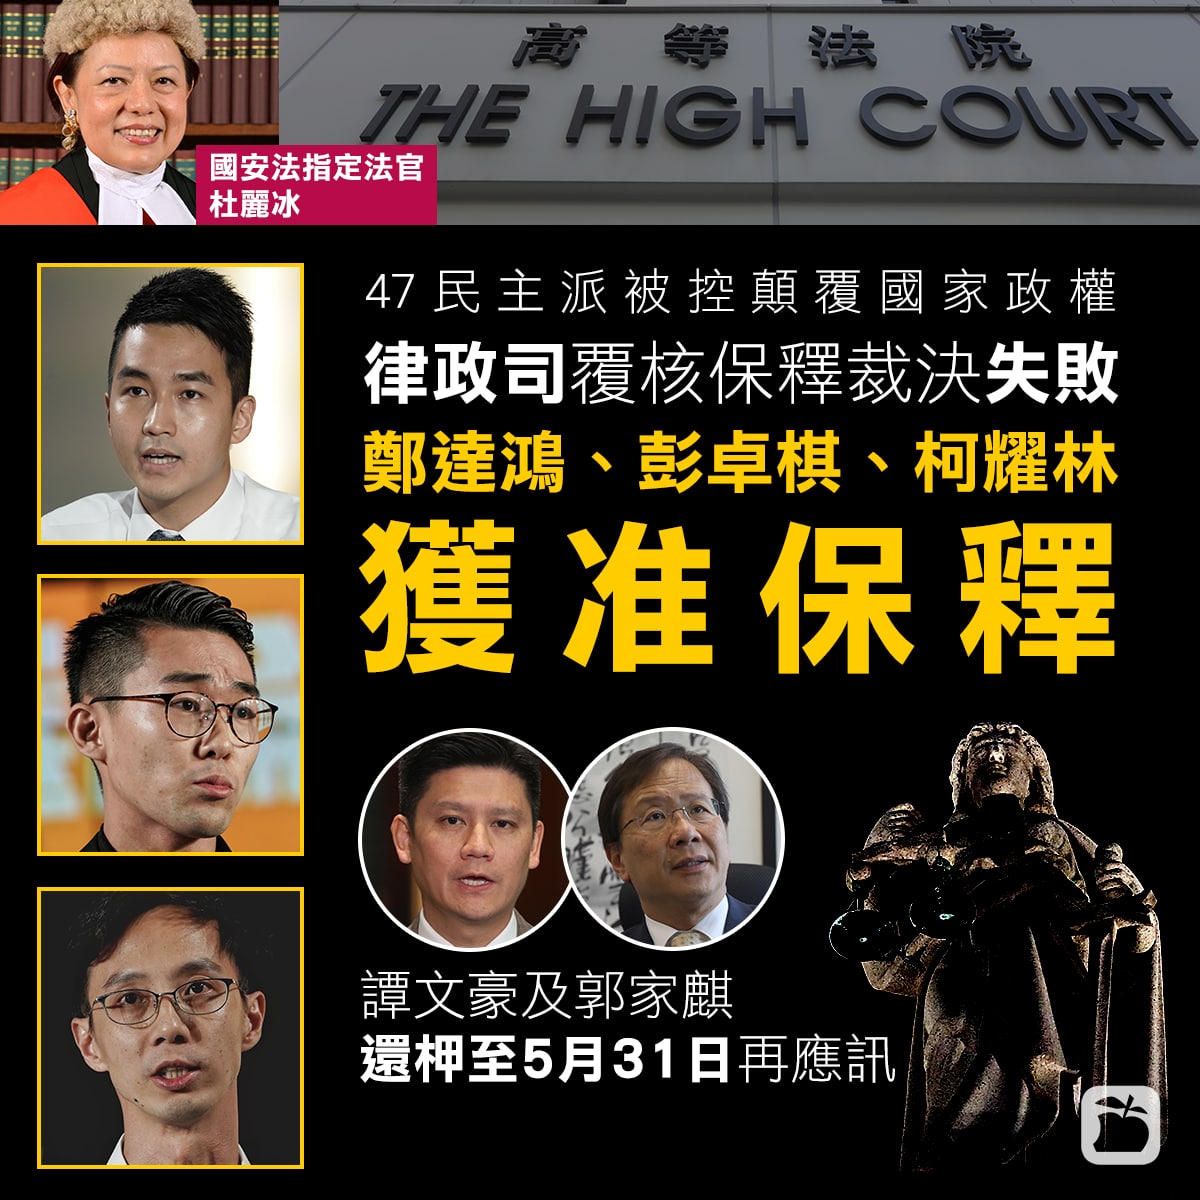 高等法院
THE HIGH COURT
國安法指定法官
杜麗冰
47民主派被控顛覆國家政權
律政司覆核保釋裁決失敗
鄭達鴻、彭卓棋、柯耀林
獲准保釋
譚文豪及郭家麒
還柙至5月31日再應訊